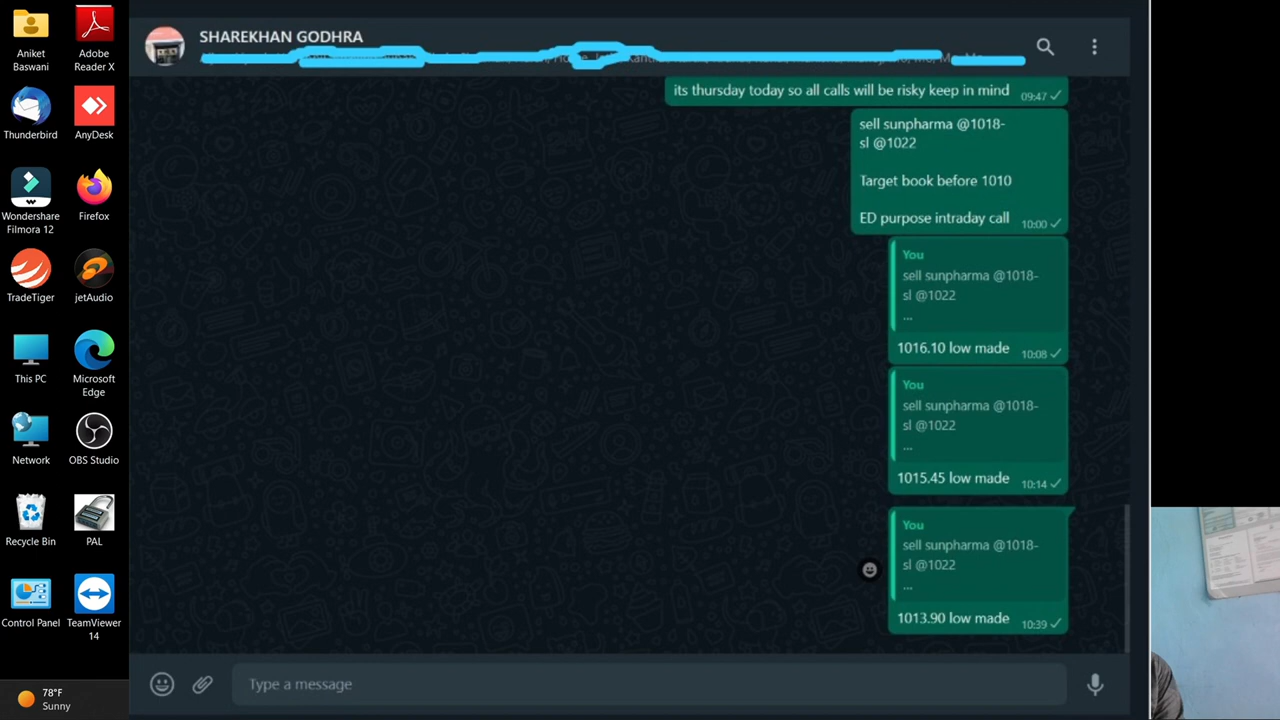 Aniket
Baswani
Adobe
Reader X
Thunderbird
AnyDesk
Wondershare
Filmora 12
Firefox
TradeTiger
jetAudio
This PC
Microsoft
Edge
Network
OBS Studio
Recycle Bin
PAL
Control Panel
TeamViewer
14
78°F
Sunny
SHAREKHAN GODHRA
its thursday today so all calls will be risky keep in mind
09:47
sell sunpharma @1018-
sl @1022
Target book before 1010
ED purpose intraday call
10:00
You
sell sunpharma @1018-
sl @1022
...
1016.10 low made
10:08
You
sell sunpharma @1018-
sl @1022
...
1015.45 low made
10:14
You
sell sunpharma @1018-
sl @1022
...
1013.90 low made
10:39
Type a message